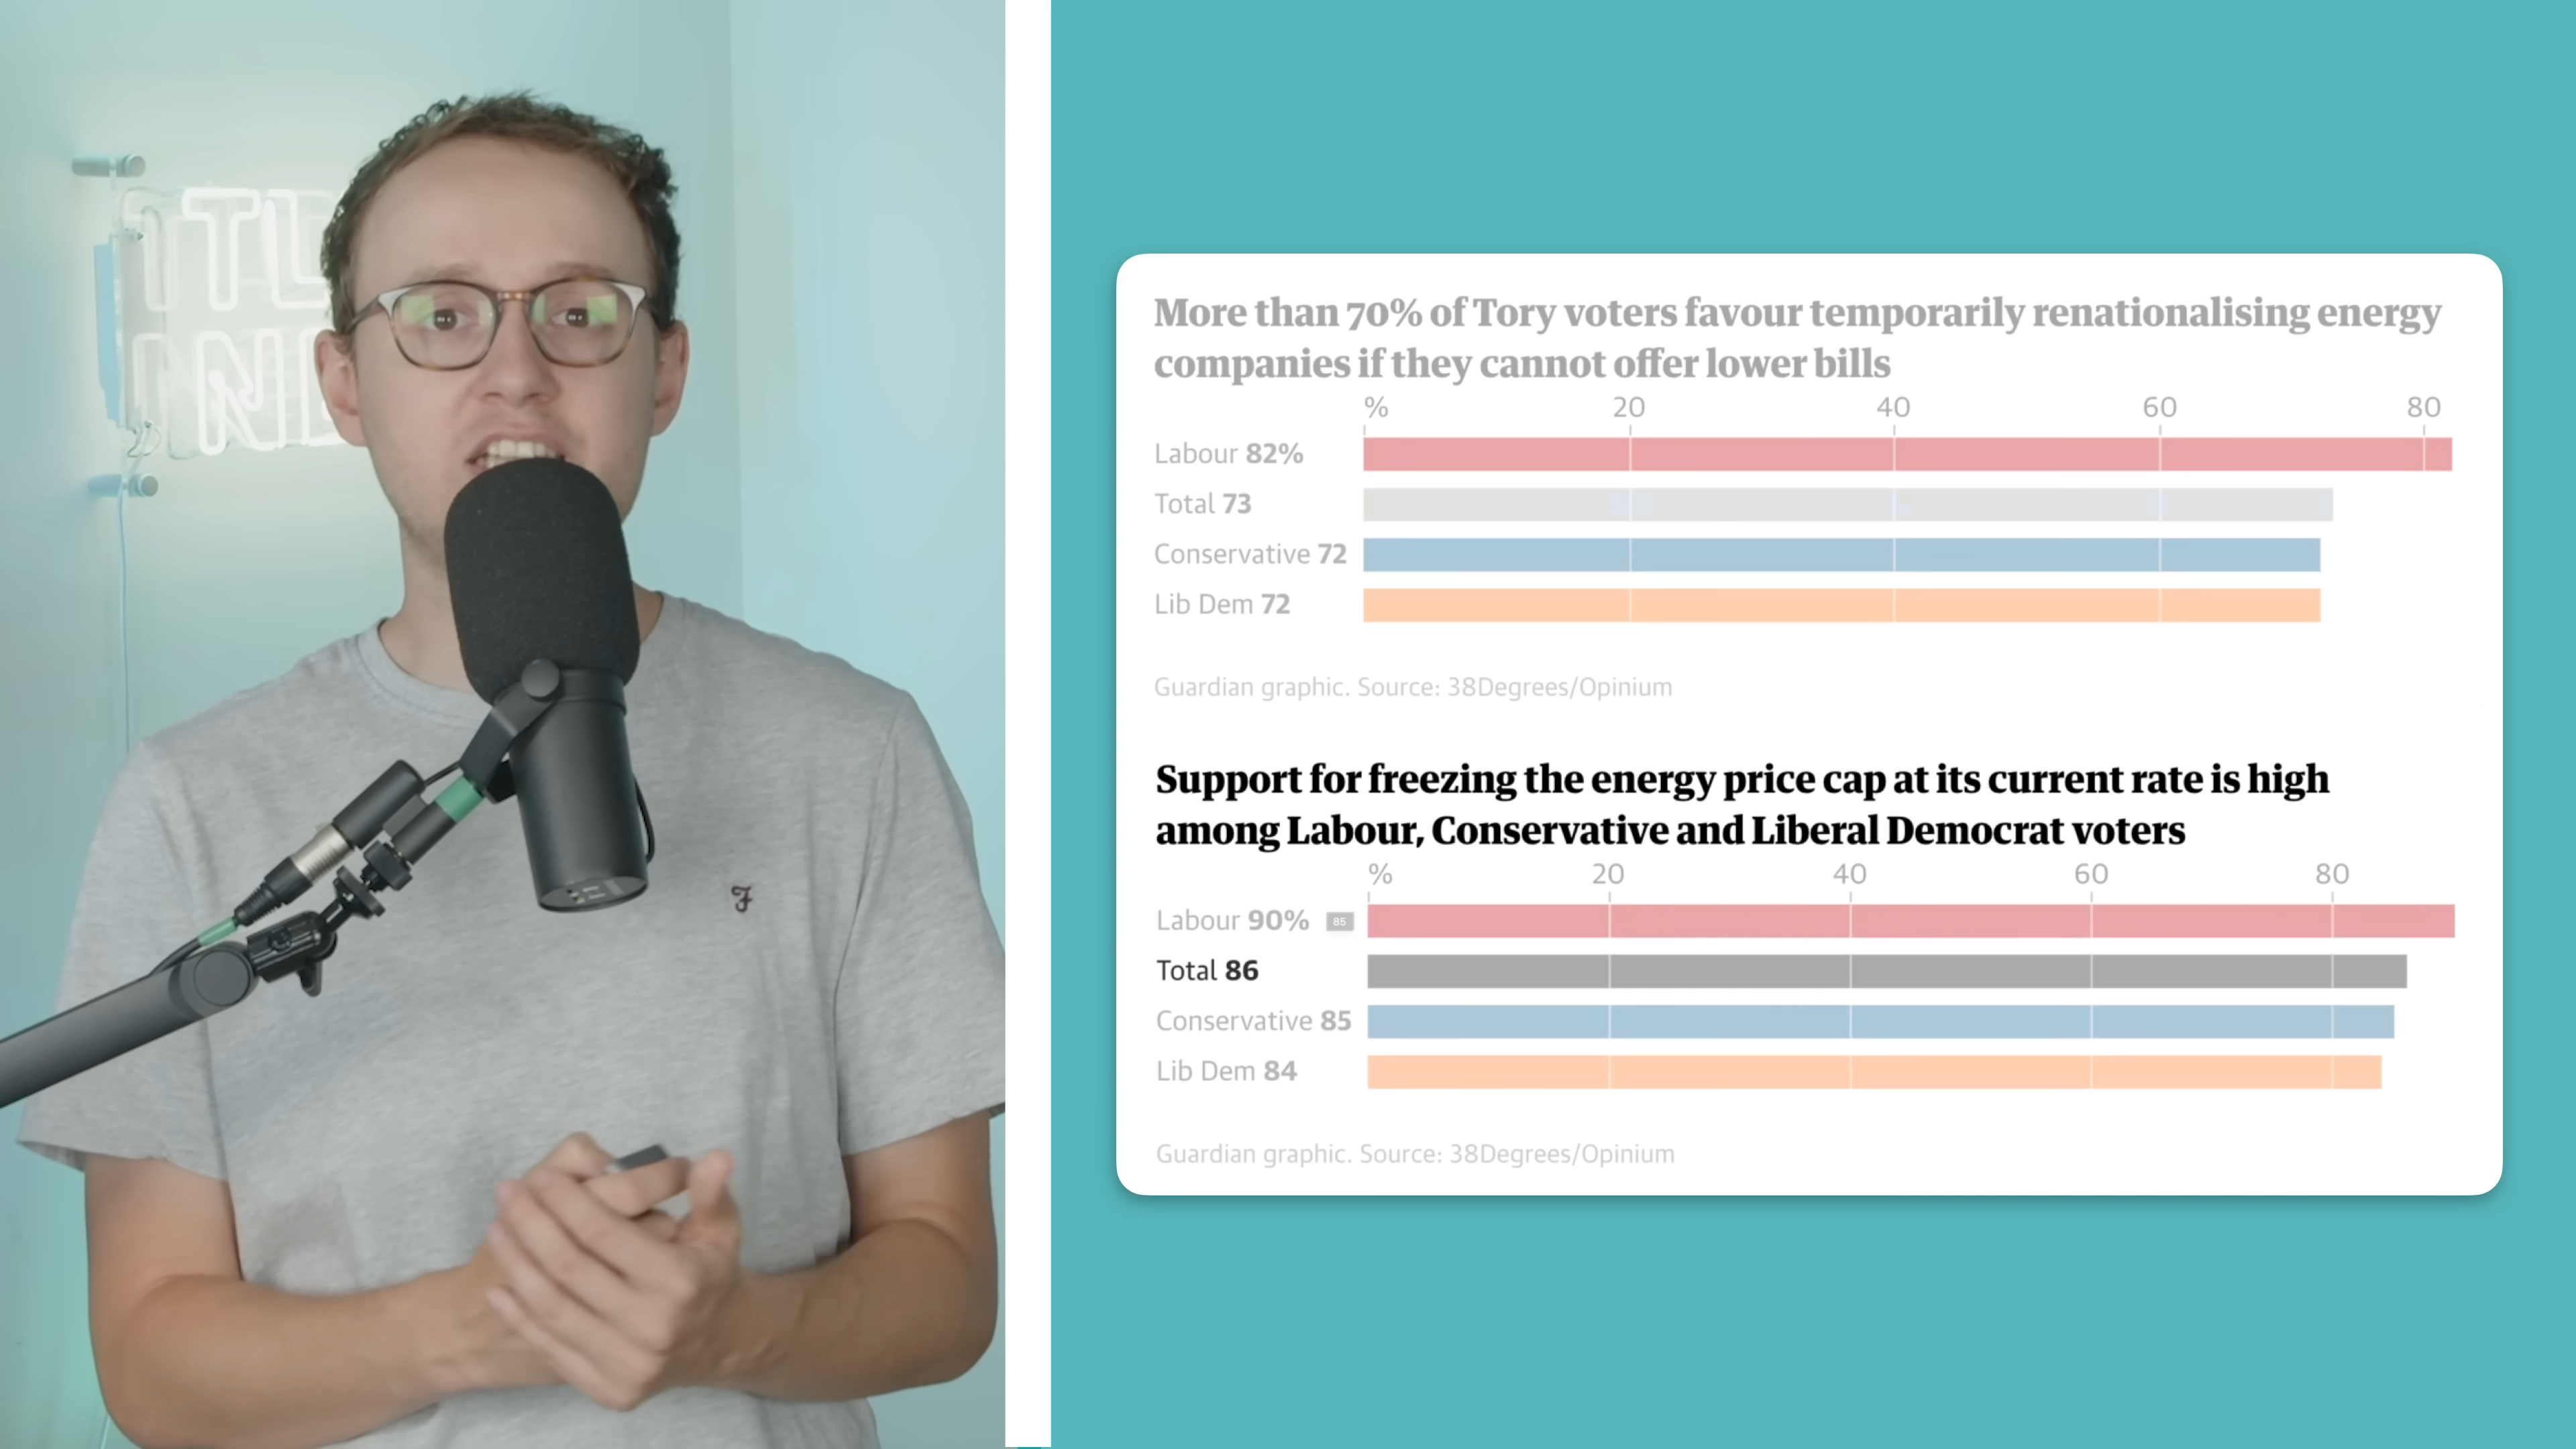 TL
NE
More than 70% of Tory voters favour temporarily renationalising energy
companies if they cannot offer lower bills
% 20 40 60 80
Labour 82%
Total 73
Conservative 72
Lib Dem 72
Guardian graphic. Source: 38Degrees/Opinium
Support for freezing the energy price cap at its current rate is high
among Labour, Conservative and Liberal Democrat voters
% 20 40 60 80
Labour 90% 85
Total 86
Conservative 85
Lib Dem 84
Guardian graphic. Source: 38Degrees/Opinium